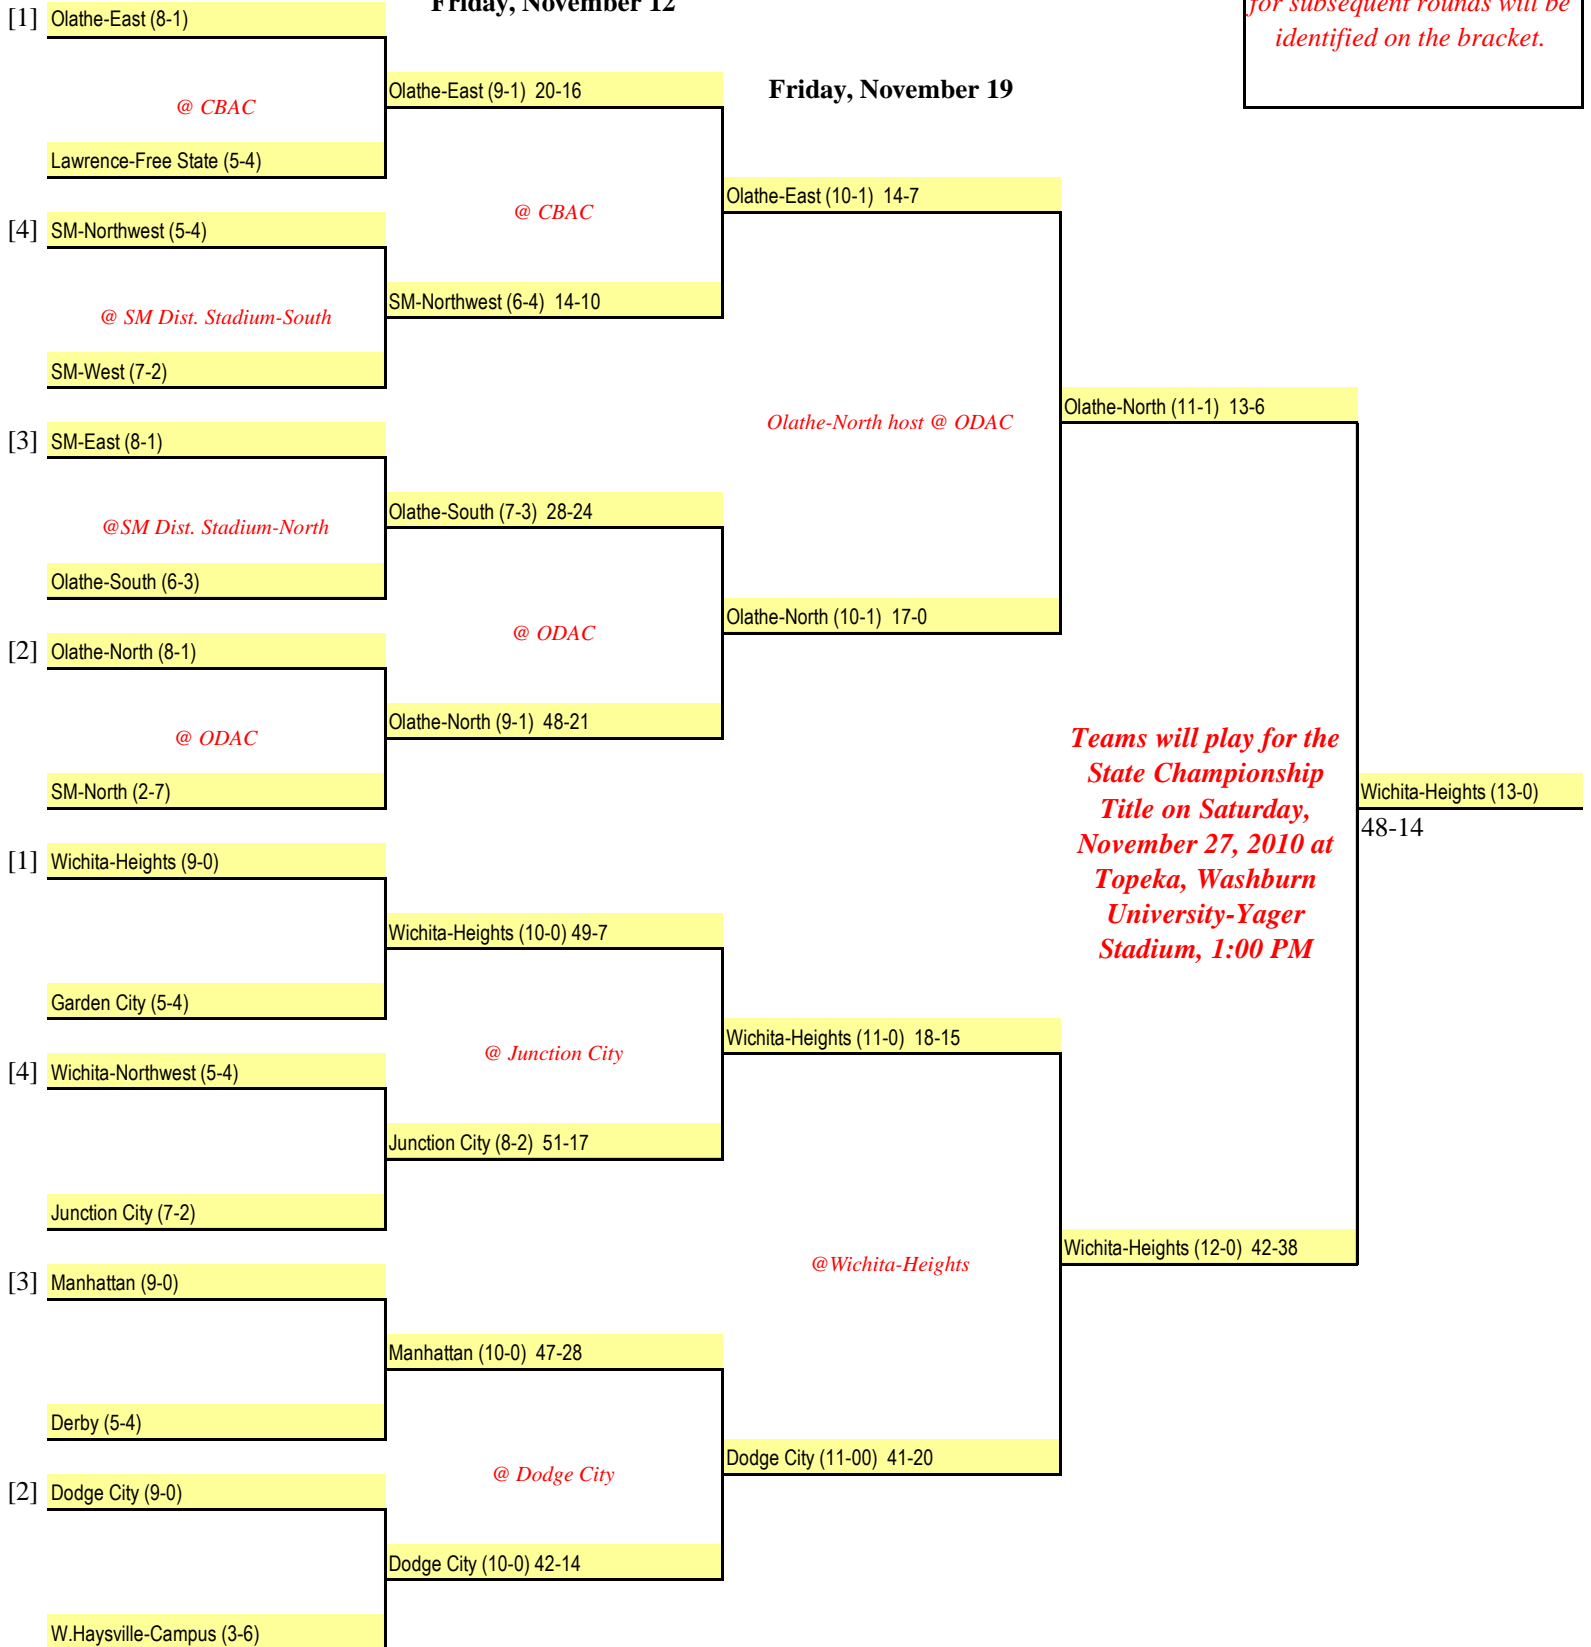 Friday, November 12
for subsequent rounds will be
identified on the bracket.
[1] Olathe-East (8-1)
Olathe-East (9-1) 20-16
Friday, November 19
@ CBAC
Lawrence-Free State (5-4)
Olathe-East (10-1) 14-7
@ CBAC
[4] SM-Northwest (5-4)
SM-Northwest (6-4) 14-10
@ SM Dist. Stadium-South
SM-West (7-2)
Olathe-North (11-1) 13-6
Olathe-North host @ ODAC
[3] SM-East (8-1)
Olathe-South (7-3) 28-24
@SM Dist. Stadium-North
Olathe-South (6-3)
Olathe-North (10-1) 17-0
@ ODAC
[2] Olathe-North (8-1)
Olathe-North (9-1) 48-21
@ ODAC
SM-North (2-7)
Teams will play for the
State Championship
Title on Saturday,
November 27, 2010 at
Topeka, Washburn
University-Yager
Stadium, 1:00 PM
Wichita-Heights (13-0)
48-14
[1] Wichita-Heights (9-0)
Wichita-Heights (10-0) 49-7
Garden City (5-4)
Wichita-Heights (11-0) 18-15
@ Junction City
[4] Wichita-Northwest (5-4)
Junction City (8-2) 51-17
Junction City (7-2)
Wichita-Heights (12-0) 42-38
@Wichita-Heights
[3] Manhattan (9-0)
Manhattan (10-0) 47-28
Derby (5-4)
Dodge City (11-00) 41-20
@ Dodge City
[2] Dodge City (9-0)
Dodge City (10-0) 42-14
W.Haysville-Campus (3-6)